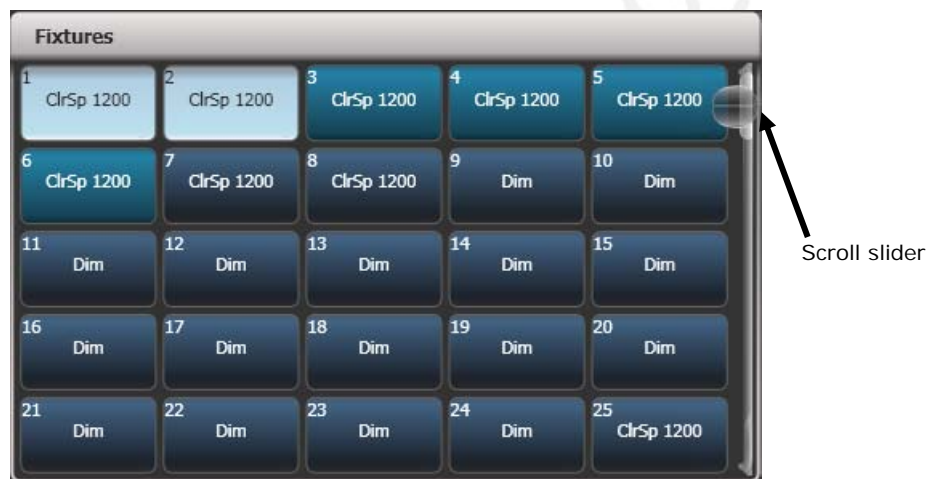 Fixtures
1 2 3 4 5
ClrSp 1200 ClrSp 1200 ClrSp 1200 ClrSp 1200 ClrSp 1200
6 7 8 9 10
ClrSp 1200 ClrSp 1200 ClrSp 1200 Dim Dim
11 12 13 14 15
Dim Dim Dim Dim Dim
Scroll slider
16 17 18 19 20
Dim Dim Dim Dim Dim
21 22 23 24 25
Dim Dim Dim Dim ClrSp 1200